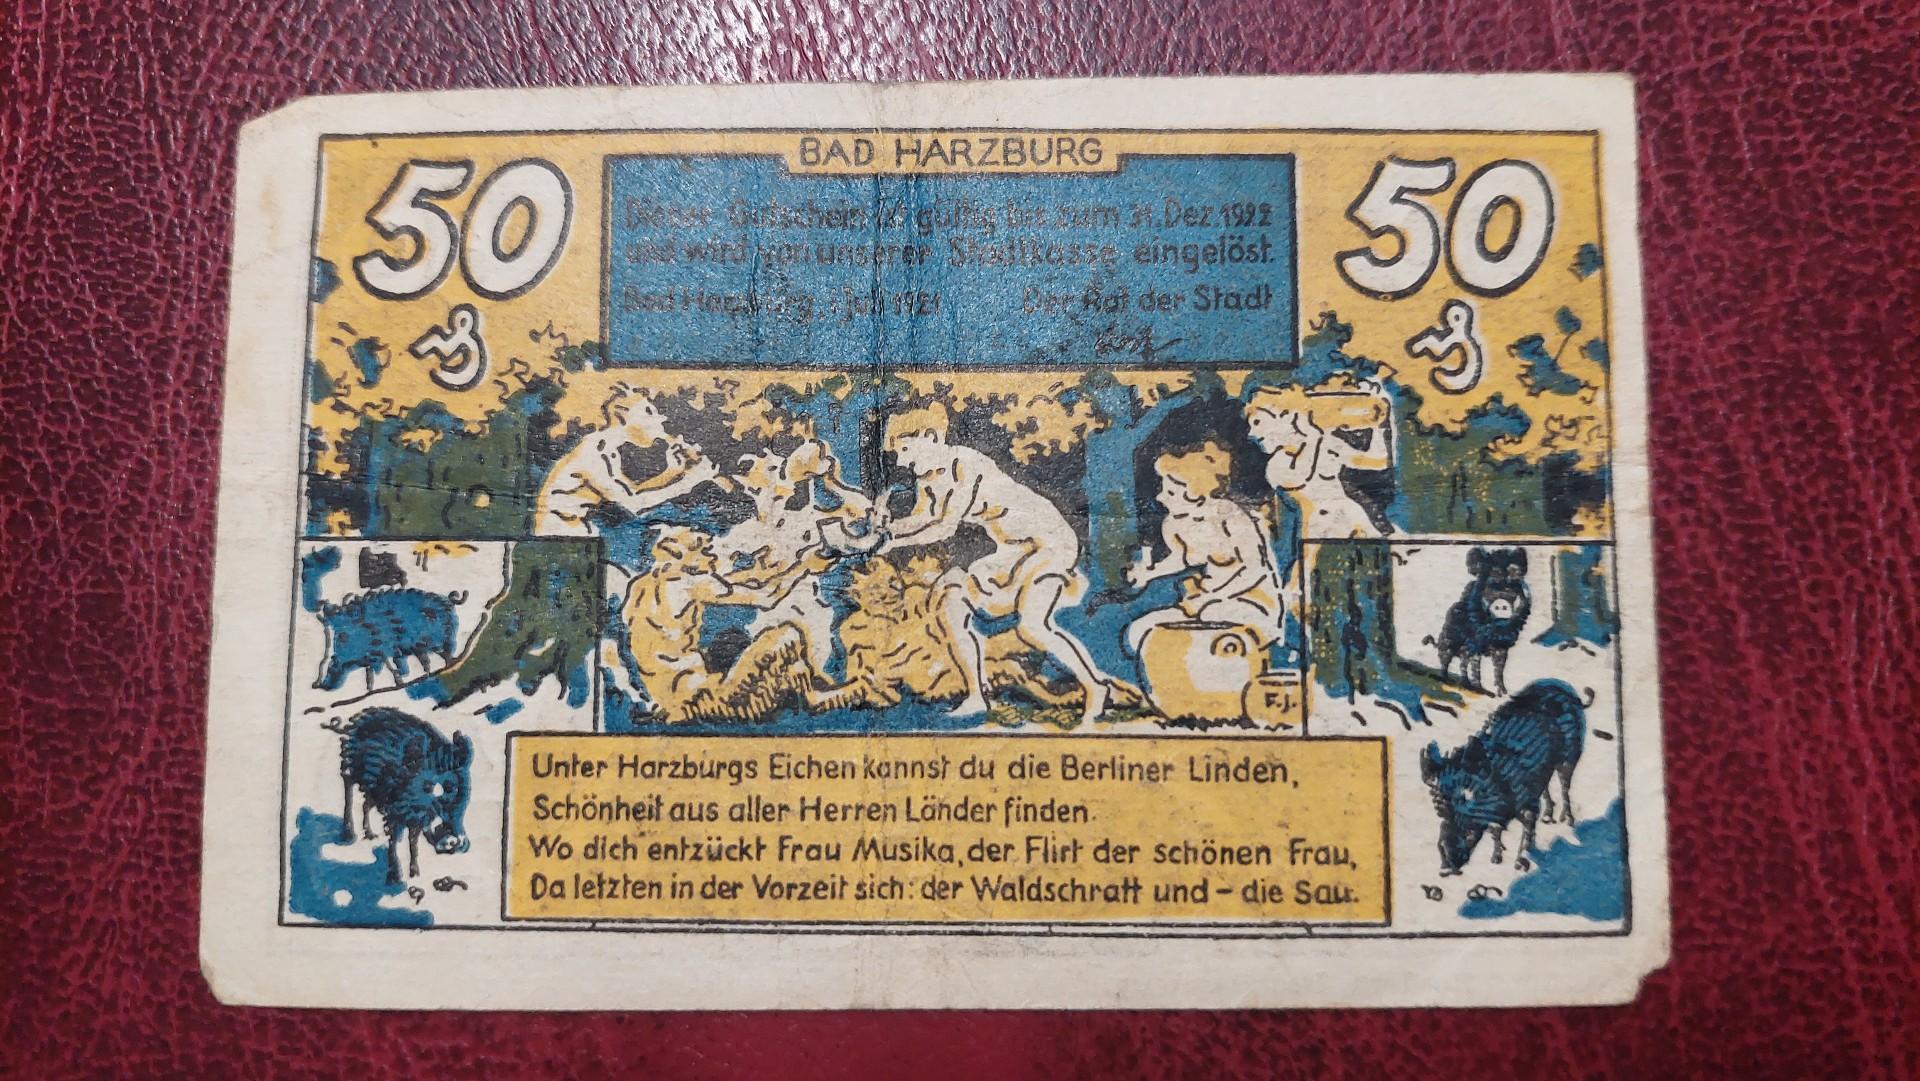 BAD HARZBURG
50 ₰
50 ₰
Dieser Gutschein ist gültig bis zum 31. Dez. 1922
und wird von unserer Stadtkasse eingelöst.
Bad Harzburg, 1. Juli 1921 Der Rat der Stadt
F.J.
Unter Harzburgs Eichen kannst du die Berliner Linden,
Schönheit aus aller Herren Länder finden.
Wo dich entzückt Frau Musika, der Flirt der schönen Frau,
Da letzten in der Vorzeit sich: der Waldschratt und – die Sau.